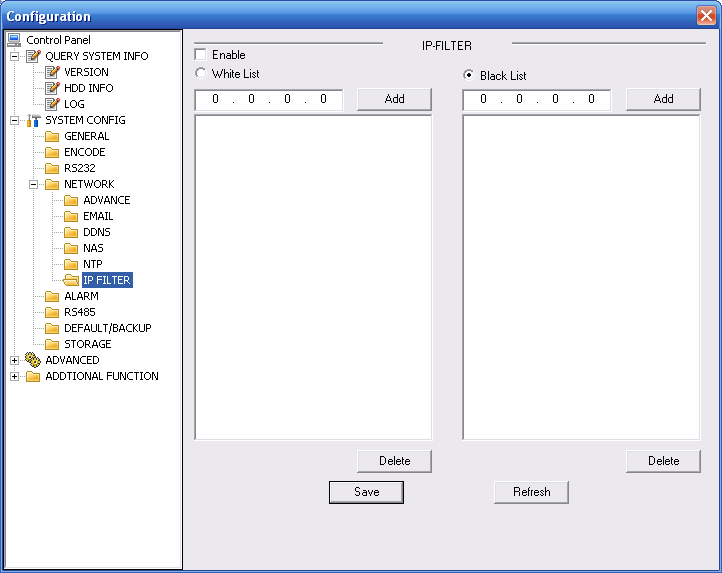 Configuration
Control Panel
QUERY SYSTEM INFO
VERSION
HDD INFO
LOG
SYSTEM CONFIG
GENERAL
ENCODE
RS232
NETWORK
ADVANCE
EMAIL
DDNS
NAS
NTP
IP FILTER
ALARM
RS485
DEFAULT/BACKUP
STORAGE
ADVANCED
ADDTIONAL FUNCTION
IP-FILTER
Enable
White List
0 . 0 . 0 . 0 Add
Delete
Black List
0 . 0 . 0 . 0 Add
Delete
Save Refresh